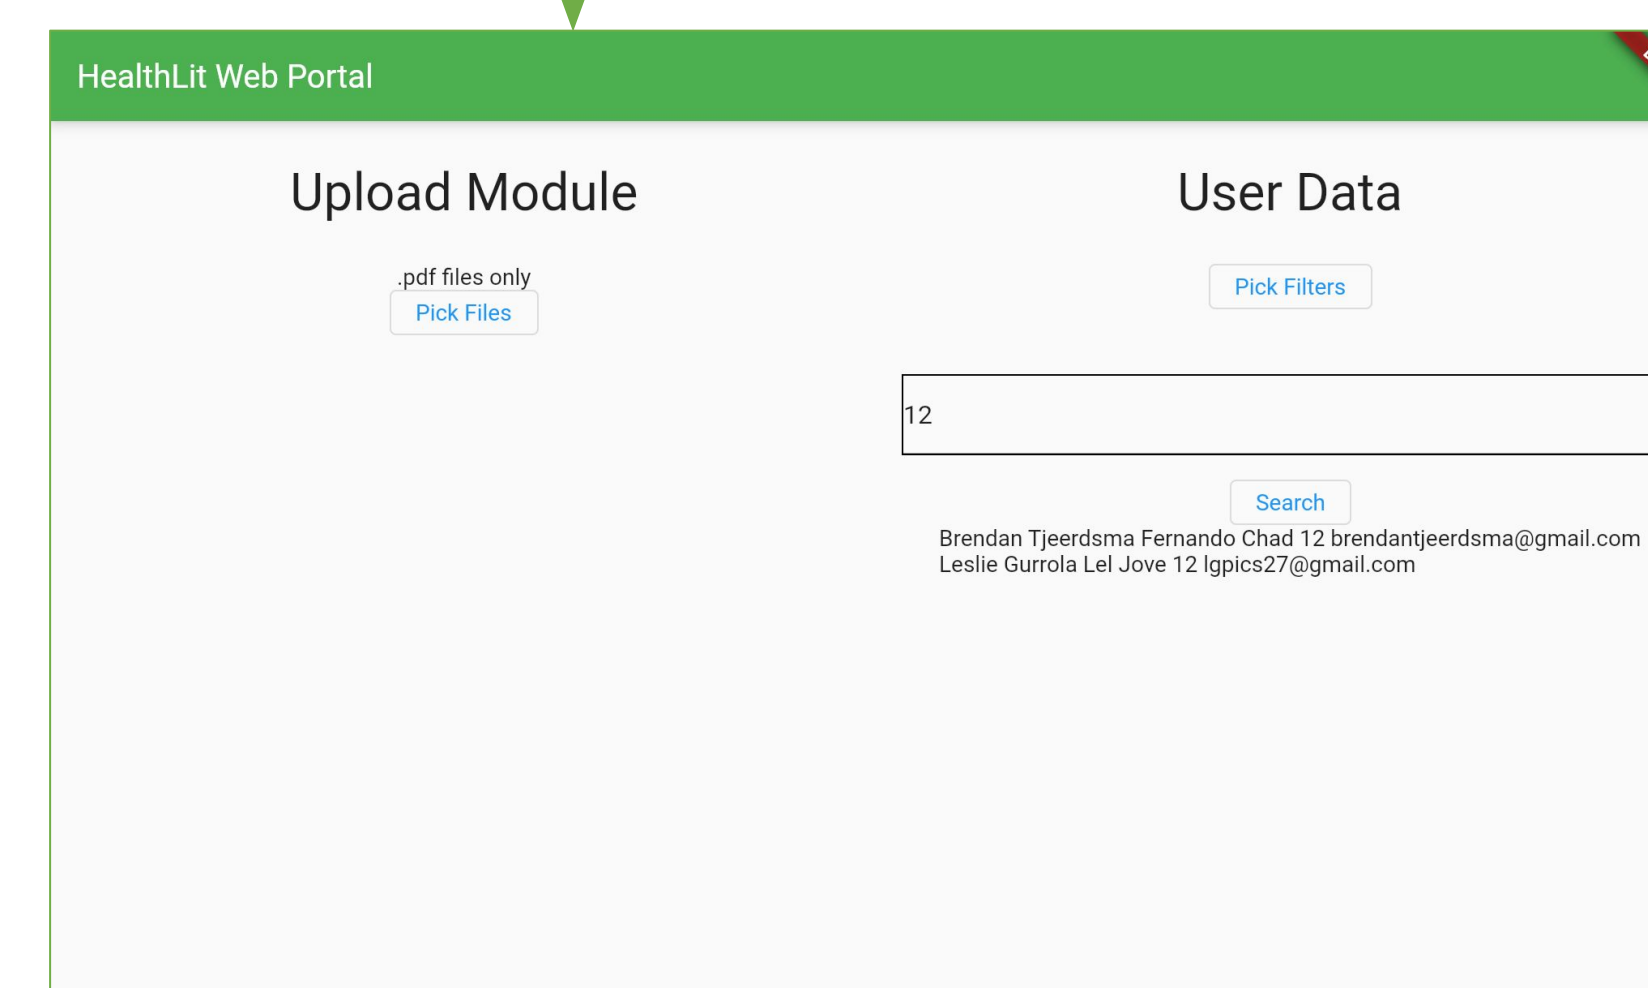 HealthLit Web Portal
Upload Module
.pdf files only
Pick Files
User Data
Pick Filters
12
Search
Brendan Tjeerdsma Fernando Chad 12 brendantjeerdsma@gmail.com
Leslie Gurrola Lel Jove 12 lgpics27@gmail.com